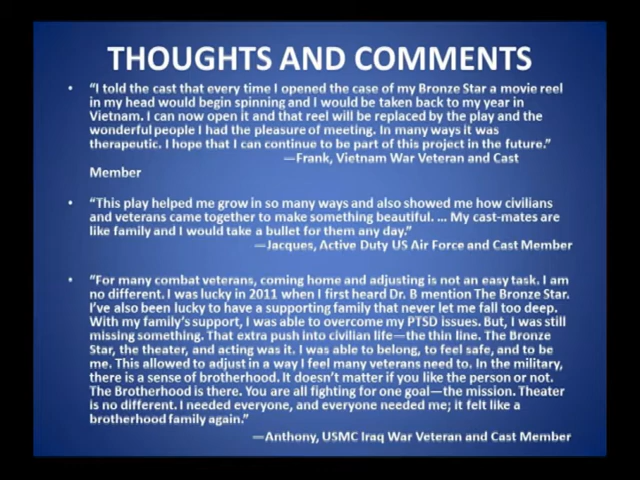 THOUGHTS AND COMMENTS
• “I told the cast that every time I opened the case of my Bronze Star a movie reel
in my head would begin spinning and I would be taken back to my year in
Vietnam. I can now open it and that reel will be replaced by the play and the
wonderful people I had the pleasure of meeting. In many ways it was
therapeutic. I hope that I can continue to be part of this project in the future.”
—Frank, Vietnam War Veteran and Cast
Member
• “This play helped me grow in so many ways and also showed me how civilians
and veterans came together to make something beautiful. … My cast-mates are
like family and I would take a bullet for them any day.”
—Jacques, Active Duty US Air Force and Cast Member
• “For many combat veterans, coming home and adjusting is not an easy task. I am
no different. I was lucky in 2011 when I first heard Dr. B mention The Bronze Star.
I’ve also been lucky to have a supporting family that never let me fall too deep.
With my family’s support, I was able to overcome my PTSD issues. But, I was still
missing something. That extra push into civilian life—the thin line. The Bronze
Star, the theater, and acting was it. I was able to belong, to feel safe, and to be
me. This allowed to adjust in a way I feel many veterans need to. In the military,
there is a sense of brotherhood. It doesn’t matter if you like the person or not.
The Brotherhood is there. You are all fighting for one goal—the mission. Theater
is no different. I needed everyone, and everyone needed me; it felt like a
brotherhood family again.”
—Anthony, USMC Iraq War Veteran and Cast Member